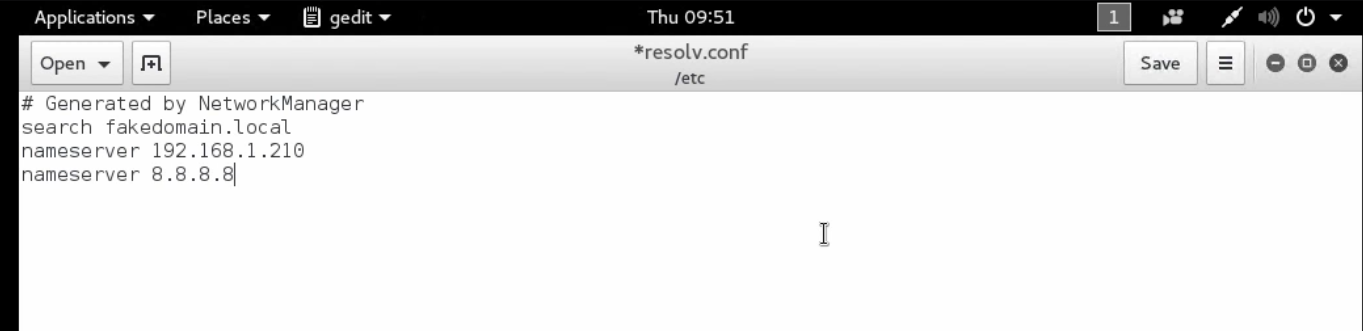 Applications Places gedit Thu 09:51 1
Open *resolv.conf Save
/etc
# Generated by NetworkManager
search fakedomain.local
nameserver 192.168.1.210
nameserver 8.8.8.8